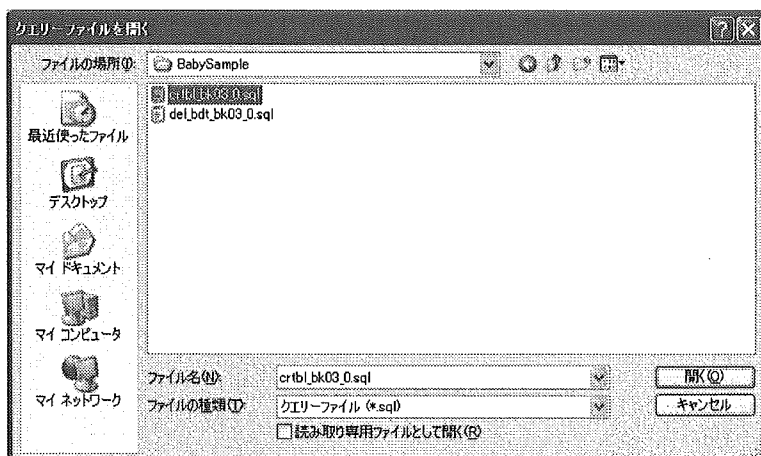 クエリーファイルを開く
ファイルの場所(I):
BabySample
crtbl_bk03_0.sql
del_bdt_bk03_0.sql
最近使ったファイル
デスクトップ
マイ ドキュメント
マイ コンピュータ
マイ ネットワーク
ファイル名(N):
crtbl_bk03_0.sql
開く(O)
ファイルの種類(T):
クエリーファイル (*.sql)
キャンセル
読み取り専用ファイルとして開く(R)